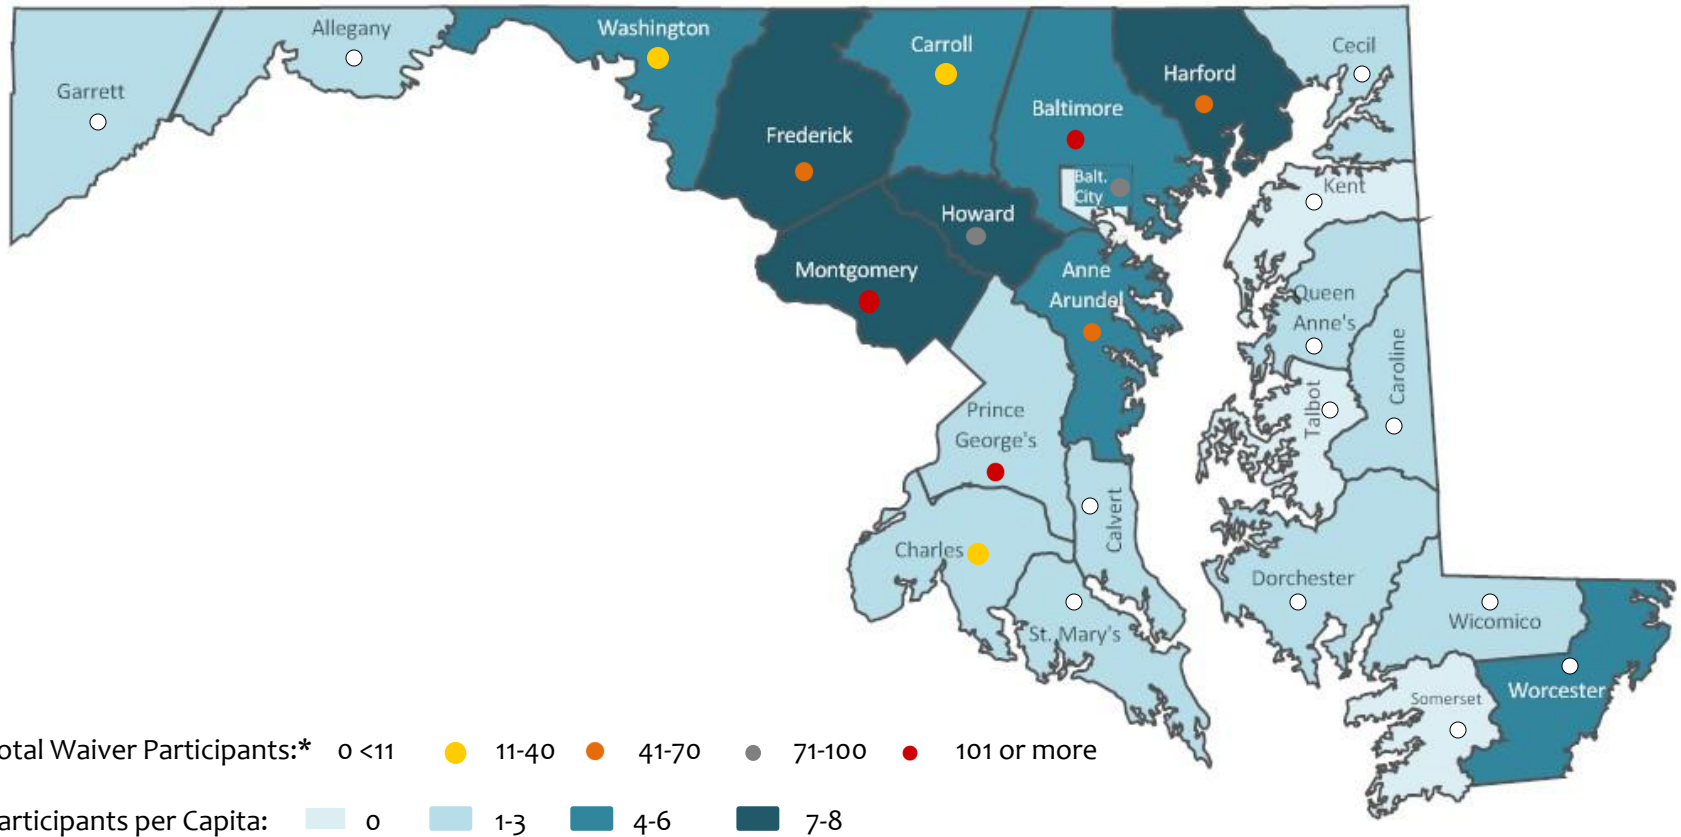 Allegany
Washington
Carroll
Cecil
Garrett
Harford
Baltimore
Frederick
Balt.
City
Kent
Howard
Montgomery
Anne
Arundel
Queen
Anne's
Caroline
Talbot
Prince
George's
Calvert
Charles
Dorchester
Wicomico
St. Mary's
Worcester
Somerset
otal Waiver Participants:* 0 <11 11-40 41-70 71-100 101 or more
articipants per Capita: 0 1-3 4-6 7-8